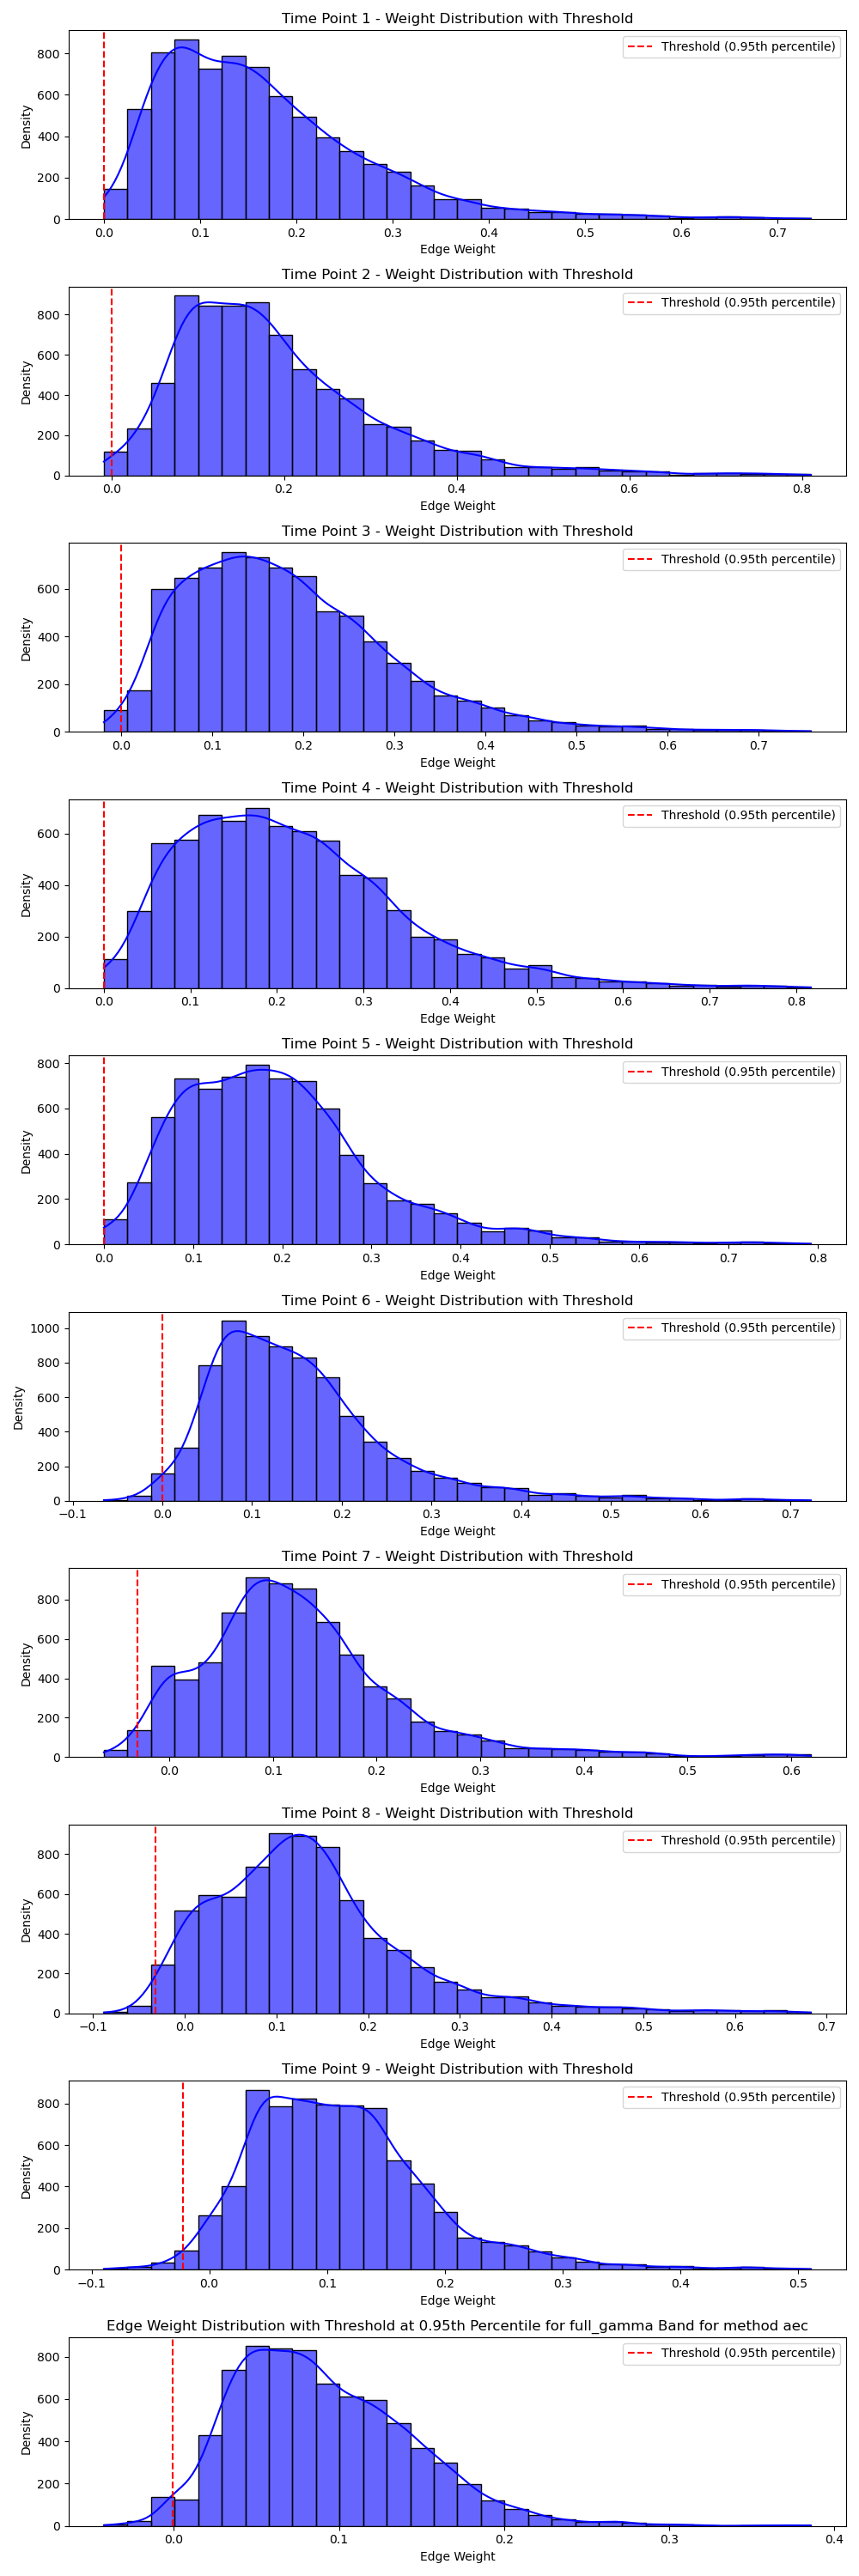 Time Point 1 - Weight Distribution with Threshold
Threshold (0.95th percentile)
Density
800
600
400
200
0
0.0 0.1 0.2 0.3 0.4 0.5 0.6 0.7
Edge Weight
Time Point 2 - Weight Distribution with Threshold
Threshold (0.95th percentile)
Density
800
600
400
200
0
0.0 0.2 0.4 0.6 0.8
Edge Weight
Time Point 3 - Weight Distribution with Threshold
Threshold (0.95th percentile)
Density
600
400
200
0
0.0 0.1 0.2 0.3 0.4 0.5 0.6 0.7
Edge Weight
Time Point 4 - Weight Distribution with Threshold
Threshold (0.95th percentile)
Density
600
400
200
0
0.0 0.1 0.2 0.3 0.4 0.5 0.6 0.7 0.8
Edge Weight
Time Point 5 - Weight Distribution with Threshold
Threshold (0.95th percentile)
Density
800
600
400
200
0
0.0 0.1 0.2 0.3 0.4 0.5 0.6 0.7 0.8
Edge Weight
Time Point 6 - Weight Distribution with Threshold
Threshold (0.95th percentile)
Density
1000
800
600
400
200
0
−0.1 0.0 0.1 0.2 0.3 0.4 0.5 0.6 0.7
Edge Weight
Time Point 7 - Weight Distribution with Threshold
Threshold (0.95th percentile)
Density
800
600
400
200
0
0.0 0.1 0.2 0.3 0.4 0.5 0.6
Edge Weight
Time Point 8 - Weight Distribution with Threshold
Threshold (0.95th percentile)
Density
800
600
400
200
0
−0.1 0.0 0.1 0.2 0.3 0.4 0.5 0.6 0.7
Edge Weight
Time Point 9 - Weight Distribution with Threshold
Threshold (0.95th percentile)
Density
800
600
400
200
0
−0.1 0.0 0.1 0.2 0.3 0.4 0.5
Edge Weight
Edge Weight Distribution with Threshold at 0.95th Percentile for full_gamma Band for method aec
Threshold (0.95th percentile)
Density
800
600
400
200
0
0.0 0.1 0.2 0.3 0.4
Edge Weight